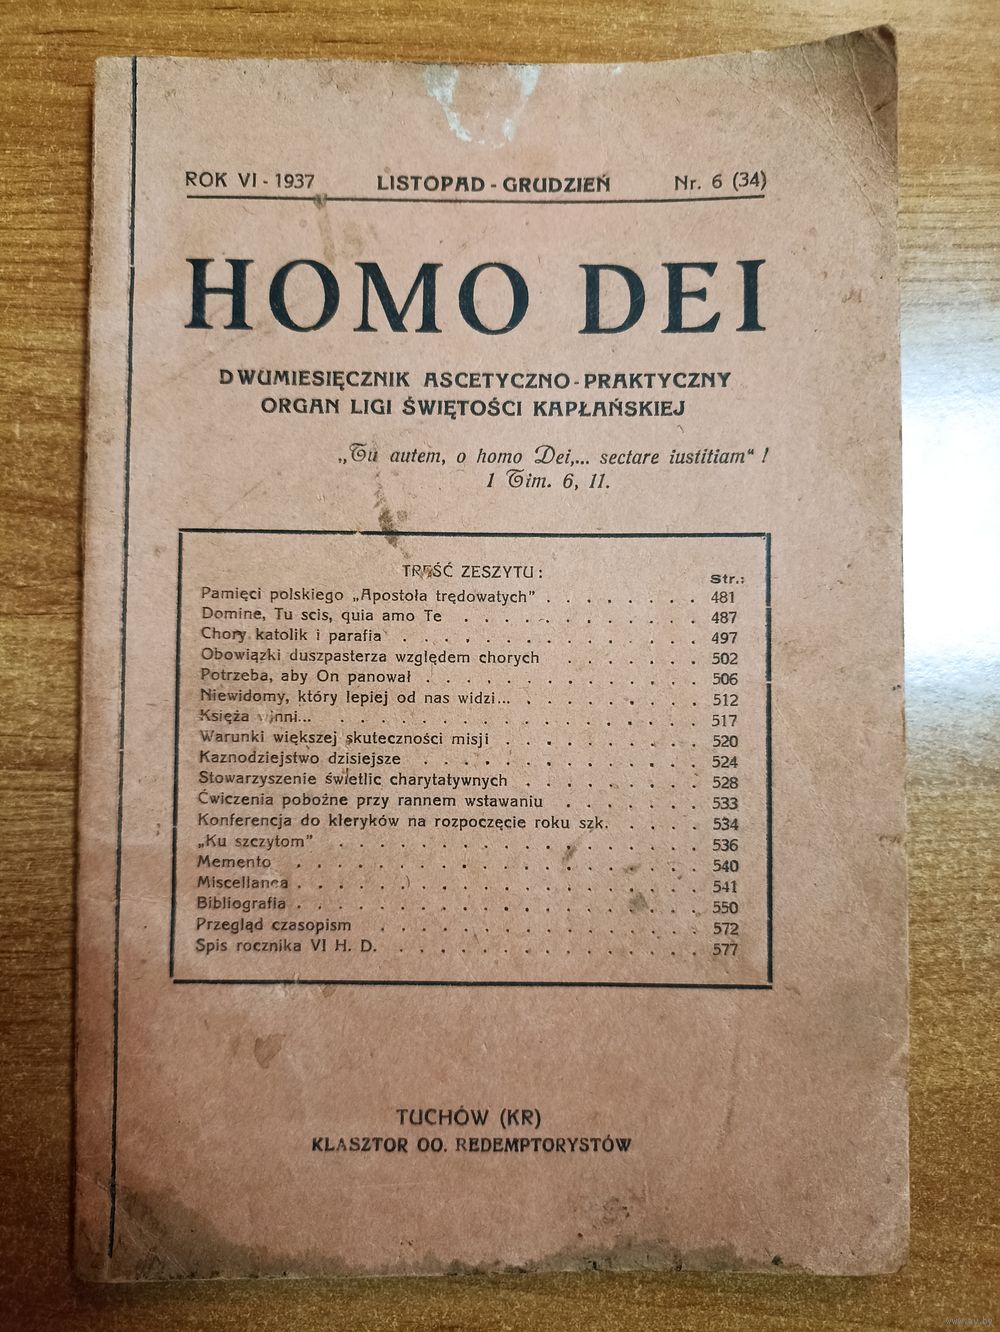 ROK VI - 1937 LISTOPAD - GRUDZIEŃ Nr. 6 (34)
HOMO DEI
DWUMIESIĘCZNIK ASCETYCZNO - PRAKTYCZNY
ORGAN LIGI ŚWIĘTOŚCI KAPŁAŃSKIEJ
„Tu autem, o homo Dei,... sectare iustitiam“ !
1 Tim. 6, 11.
TREŚĆ ZESZYTU :
Str.:
Pamięci polskiego „Apostoła trędowatych” . . . . . . . . 481
Domine, Tu scis, quia amo Te . . . . . . . . . . . . 487
Chory katolik i parafia . . . . . . . . . . . . . . . 497
Obowiązki duszpasterza względem chorych . . . . . . . 502
Potrzeba, aby On panował . . . . . . . . . . . . . . 506
Niewidomy, który lepiej od nas widzi... . . . . . . . . . 512
Księża inni... . . . . . . . . . . . . . . . . . . 517
Warunki większej skuteczności misji . . . . . . . . . . 520
Kaznodziejstwo dzisiejsze . . . . . . . . . . . . . . 524
Stowarzyszenie świetlic charytatywnych . . . . . . . . . 528
Ćwiczenia pobożne przy rannem wstawaniu . . . . . . . 533
Konferencja do kleryków na rozpoczęcie roku szk. . . . . 534
„Ku szczytom” . . . . . . . . . . . . . . . . . . 536
Memento . . . . . . . . . . . . . . . . . . . . 540
Miscellanea . . . . . . . . . . . . . . . . . . . . 541
Bibliografia . . . . . . . . . . . . . . . . . . . . 550
Przegląd czasopism . . . . . . . . . . . . . . . . 572
Spis rocznika VI H. D. . . . . . . . . . . . . . . . 577
TUCHÓW (KR)
KLASZTOR OO. REDEMPTORYSTÓW